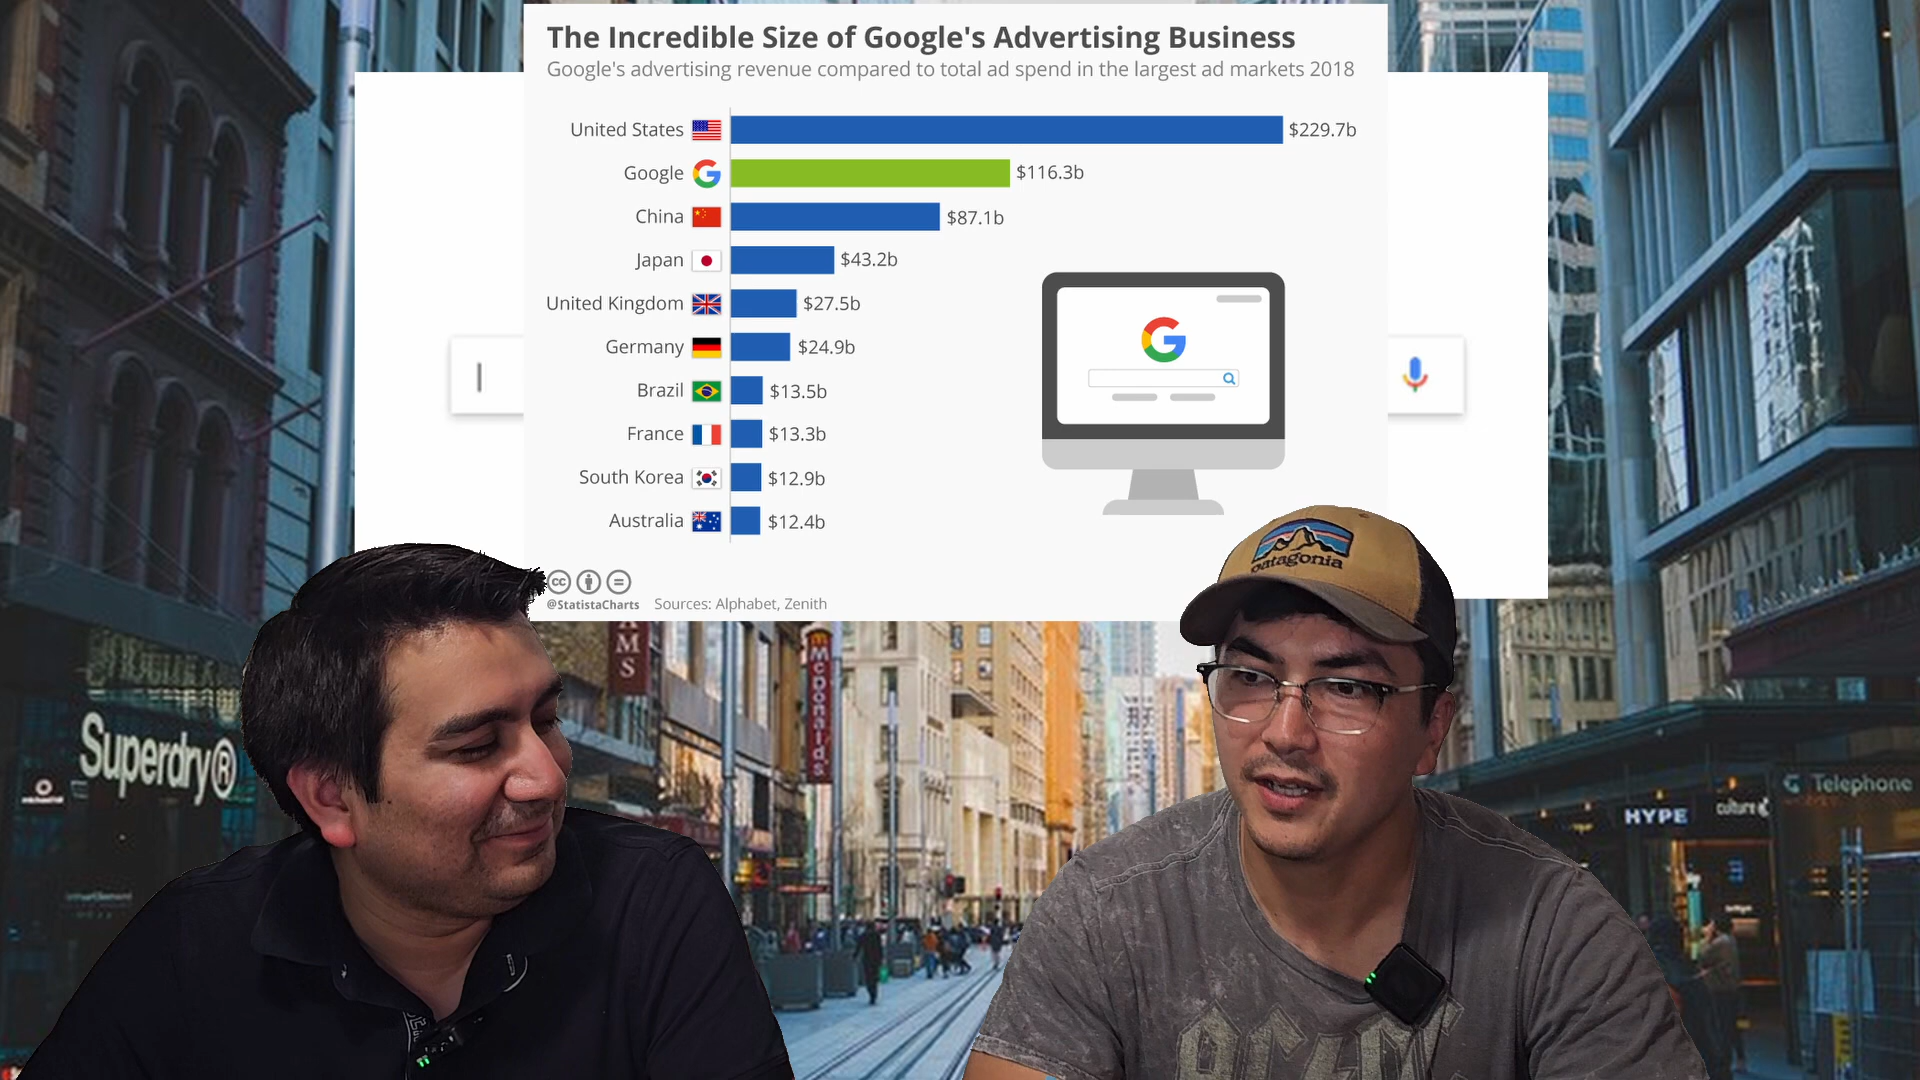 The Incredible Size of Google's Advertising Business
Google's advertising revenue compared to total ad spend in the largest ad markets 2018
United States $229.7b
Google $116.3b
China $87.1b
Japan $43.2b
United Kingdom $27.5b
Germany $24.9b
Brazil $13.5b
France $13.3b
South Korea $12.9b
Australia $12.4b
cc
@StatistaCharts Sources: Alphabet, Zenith
patagonia
McDonald's
Superdry®
HYPE
culture
Telephone